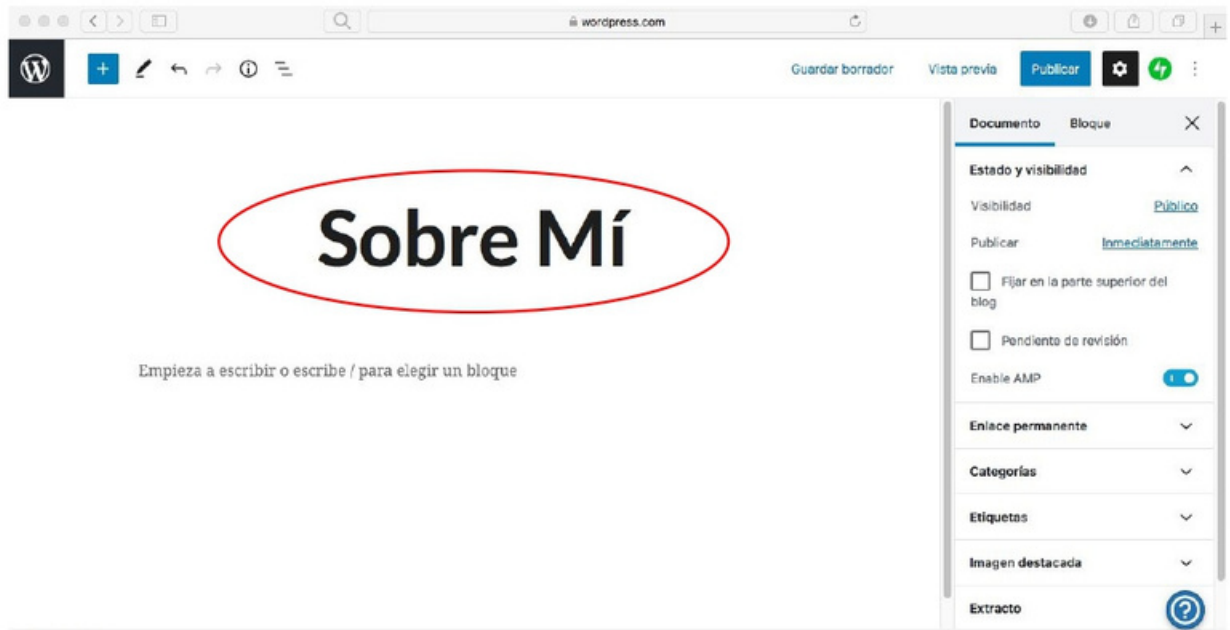 wordpress.com
Guardar borrador Vista previa Publicar
Documento Bloque
Estado y visibilidad
Visibilidad Público
Publicar Inmediatamente
Fijar en la parte superior del
blog
Pendiente de revisión
Enable AMP
Enlace permanente
Categorías
Etiquetas
Imagen destacada
Extracto
Sobre Mí
Empieza a escribir o escribe / para elegir un bloque